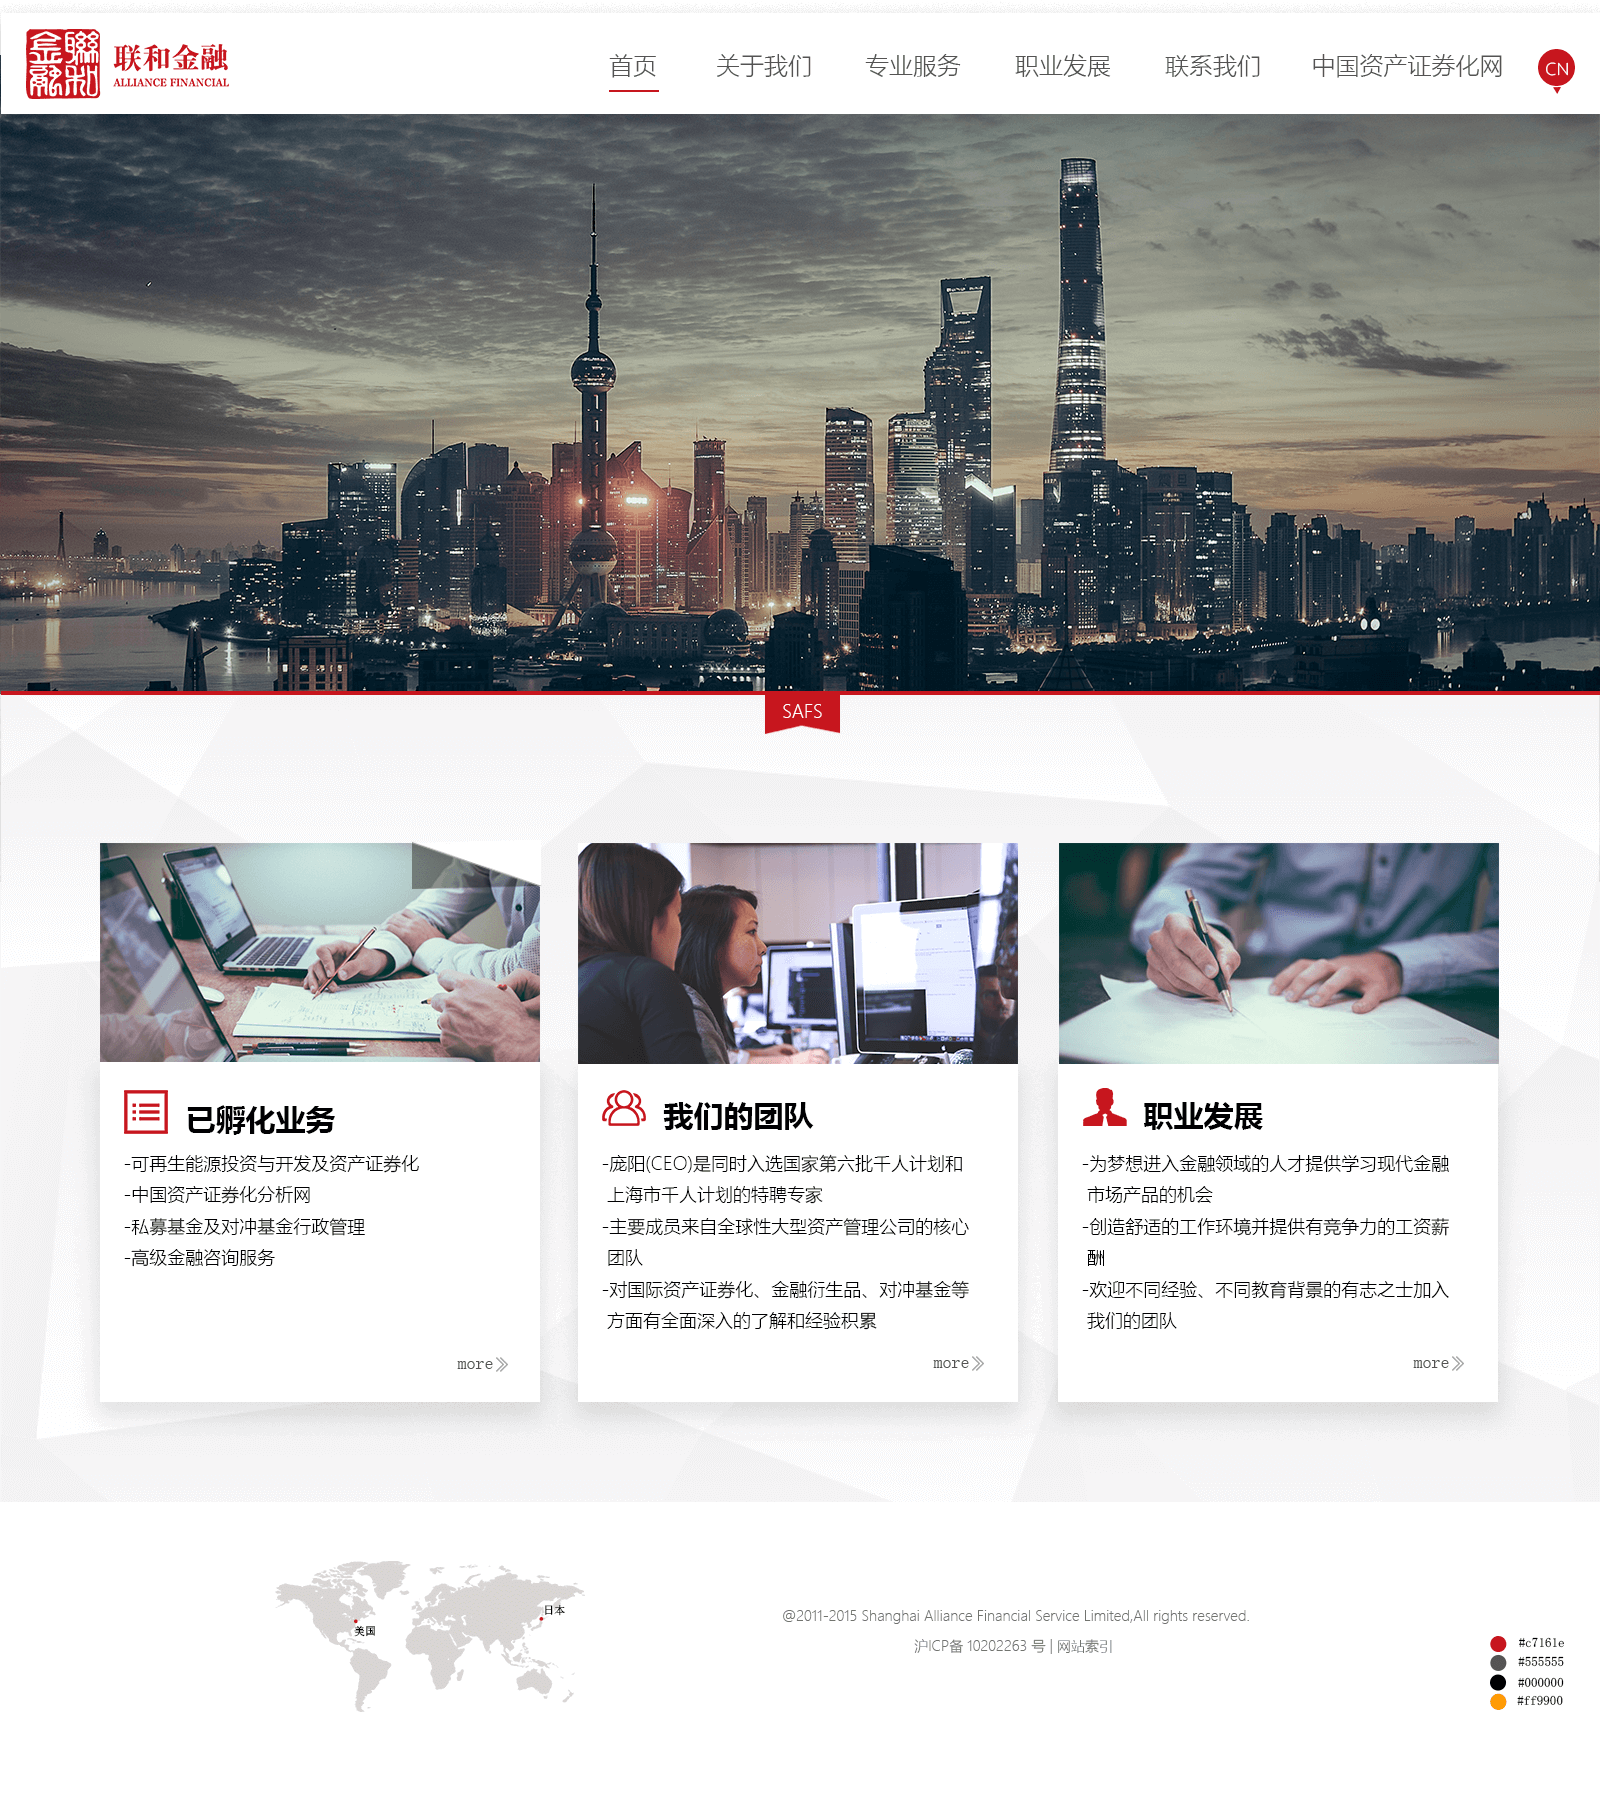 聯和金融
联和金融
ALLIANCE FINANCIAL
首页 关于我们 专业服务 职业发展 联系我们 中国资产证券化网 CN
SAFS
已孵化业务
-可再生能源投资与开发及资产证券化
-中国资产证券化分析网
-私募基金及对冲基金行政管理
-高级金融咨询服务
more
我们的团队
-庞阳(CEO)是同时入选国家第六批千人计划和
上海市千人计划的特聘专家
-主要成员来自全球性大型资产管理公司的核心
团队
-对国际资产证券化、金融衍生品、对冲基金等
方面有全面深入的了解和经验积累
more
职业发展
-为梦想进入金融领域的人才提供学习现代金融
市场产品的机会
-创造舒适的工作环境并提供有竞争力的工资薪
酬
-欢迎不同经验、不同教育背景的有志之士加入
我们的团队
more
美国
日本
@2011-2015 Shanghai Alliance Financial Service Limited,All rights reserved.
沪ICP备 10202263 号 | 网站索引
#c7161e
#555555
#000000
#ff9900